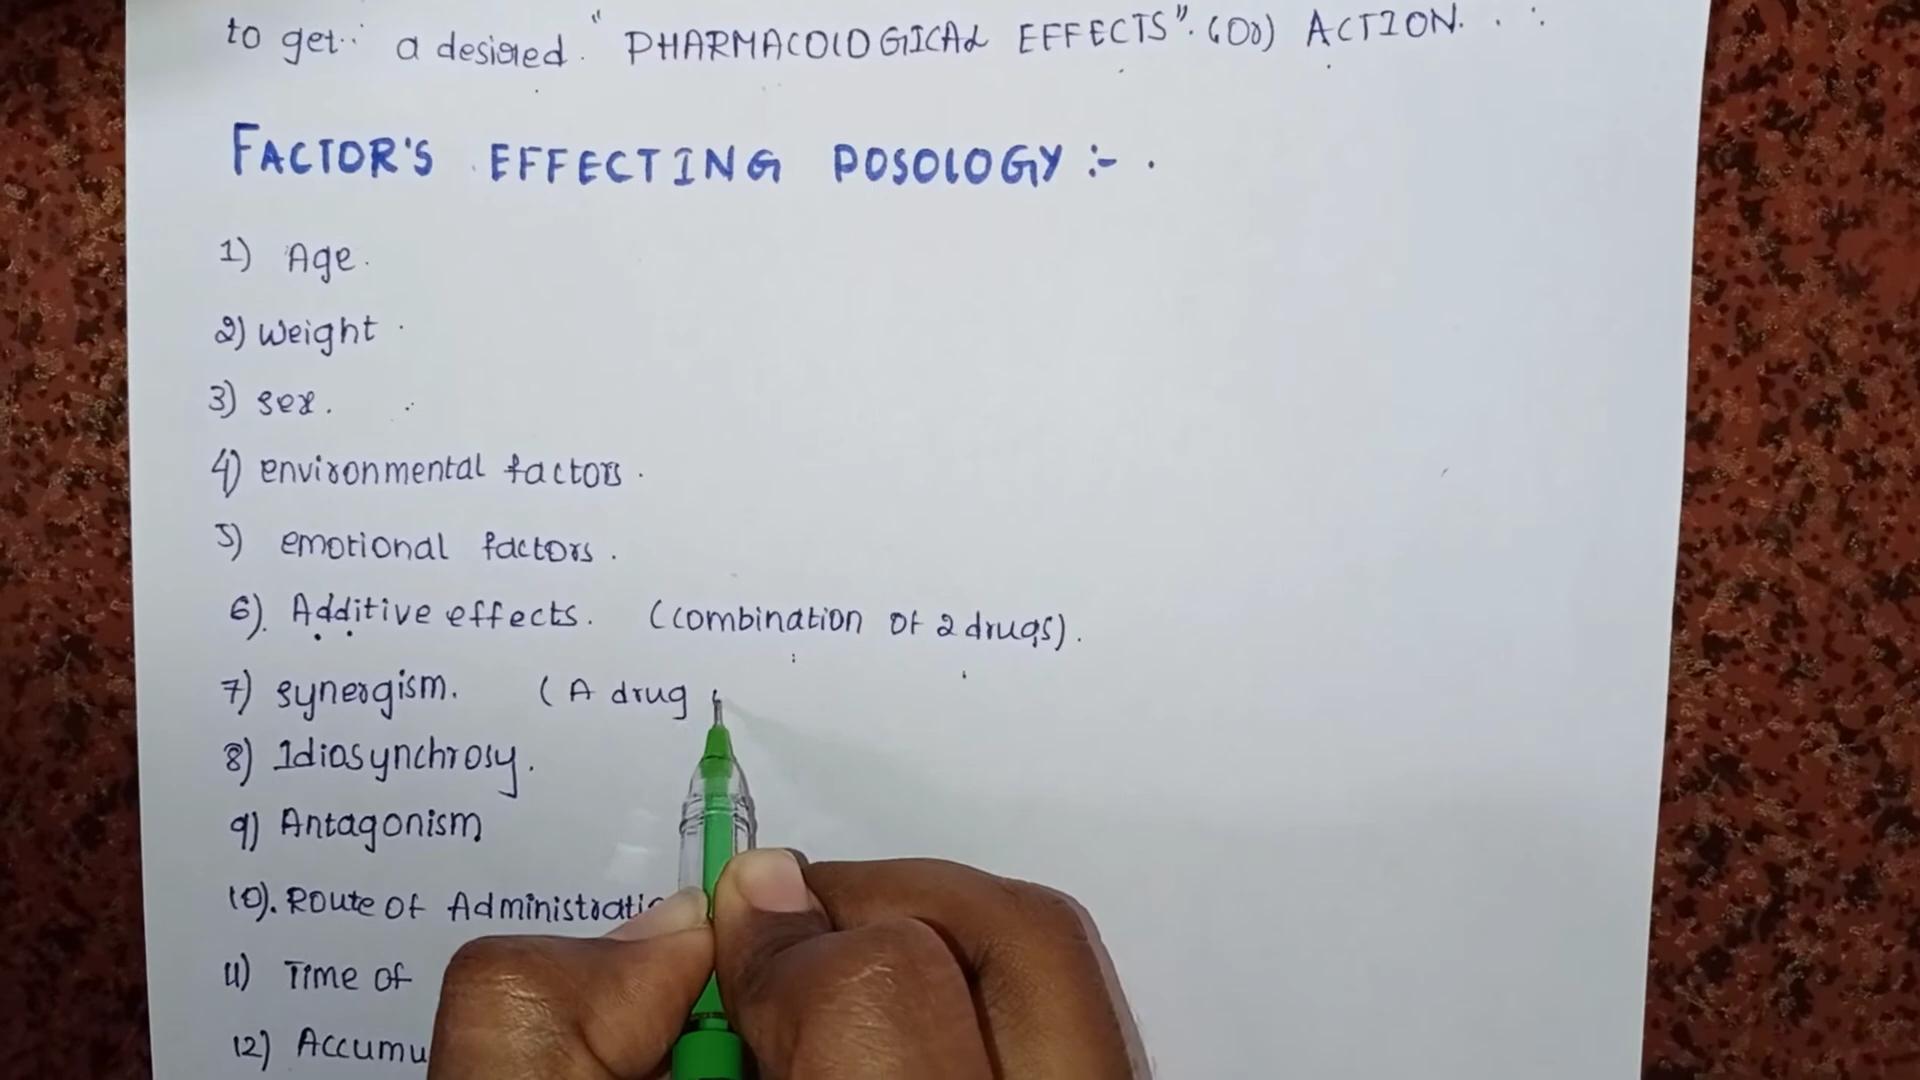 to get a desired "PHARMACOLOGICAL EFFECTS". (Or) ACTION.
FACTOR'S EFFECTING POSOLOGY :-
1) Age.
2) Weight
3) sex.
4) environmental factors.
5) emotional factors.
6). Additive effects. (combination of 2 drugs).
7) synergism. (A drug
8) Idiosynchrosy.
9) Antagonism
10). Route of Administratio
11) Time of
12) Accumu